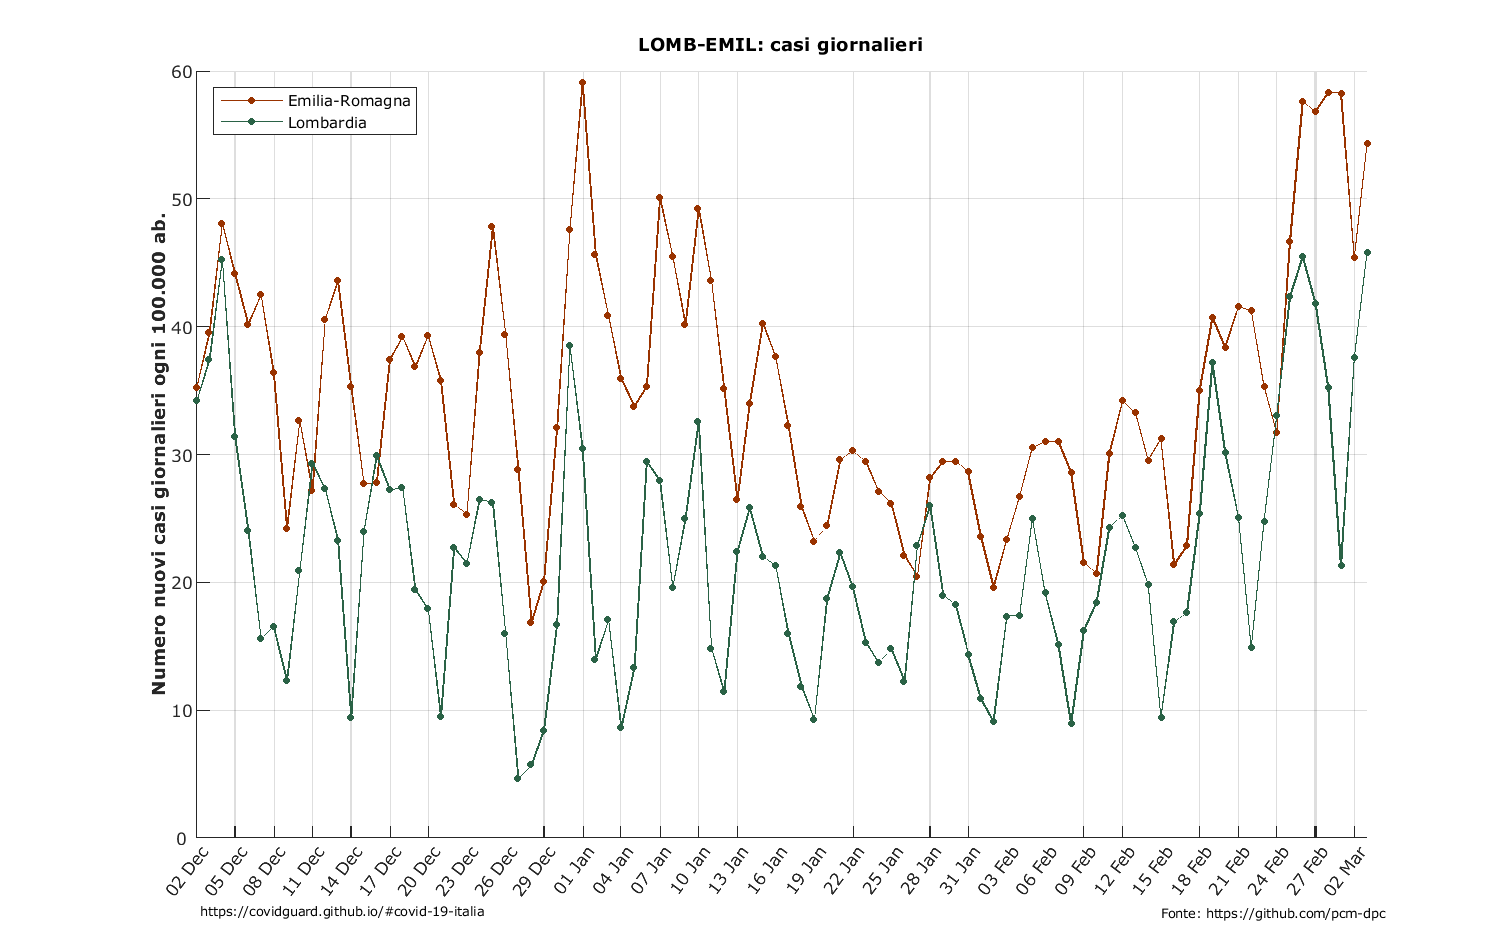 LOMB-EMIL: casi giornalieri
Emilia-Romagna
Lombardia
Numero nuovi casi giornalieri ogni 100.000 ab.
60
50
40
30
20
10
0
02 Dec
05 Dec
08 Dec
11 Dec
14 Dec
17 Dec
20 Dec
23 Dec
26 Dec
29 Dec
01 Jan
04 Jan
07 Jan
10 Jan
13 Jan
16 Jan
19 Jan
22 Jan
25 Jan
28 Jan
31 Jan
03 Feb
06 Feb
09 Feb
12 Feb
15 Feb
18 Feb
21 Feb
24 Feb
27 Feb
02 Mar
https://covidguard.github.io/#covid-19-italia
Fonte: https://github.com/pcm-dpc